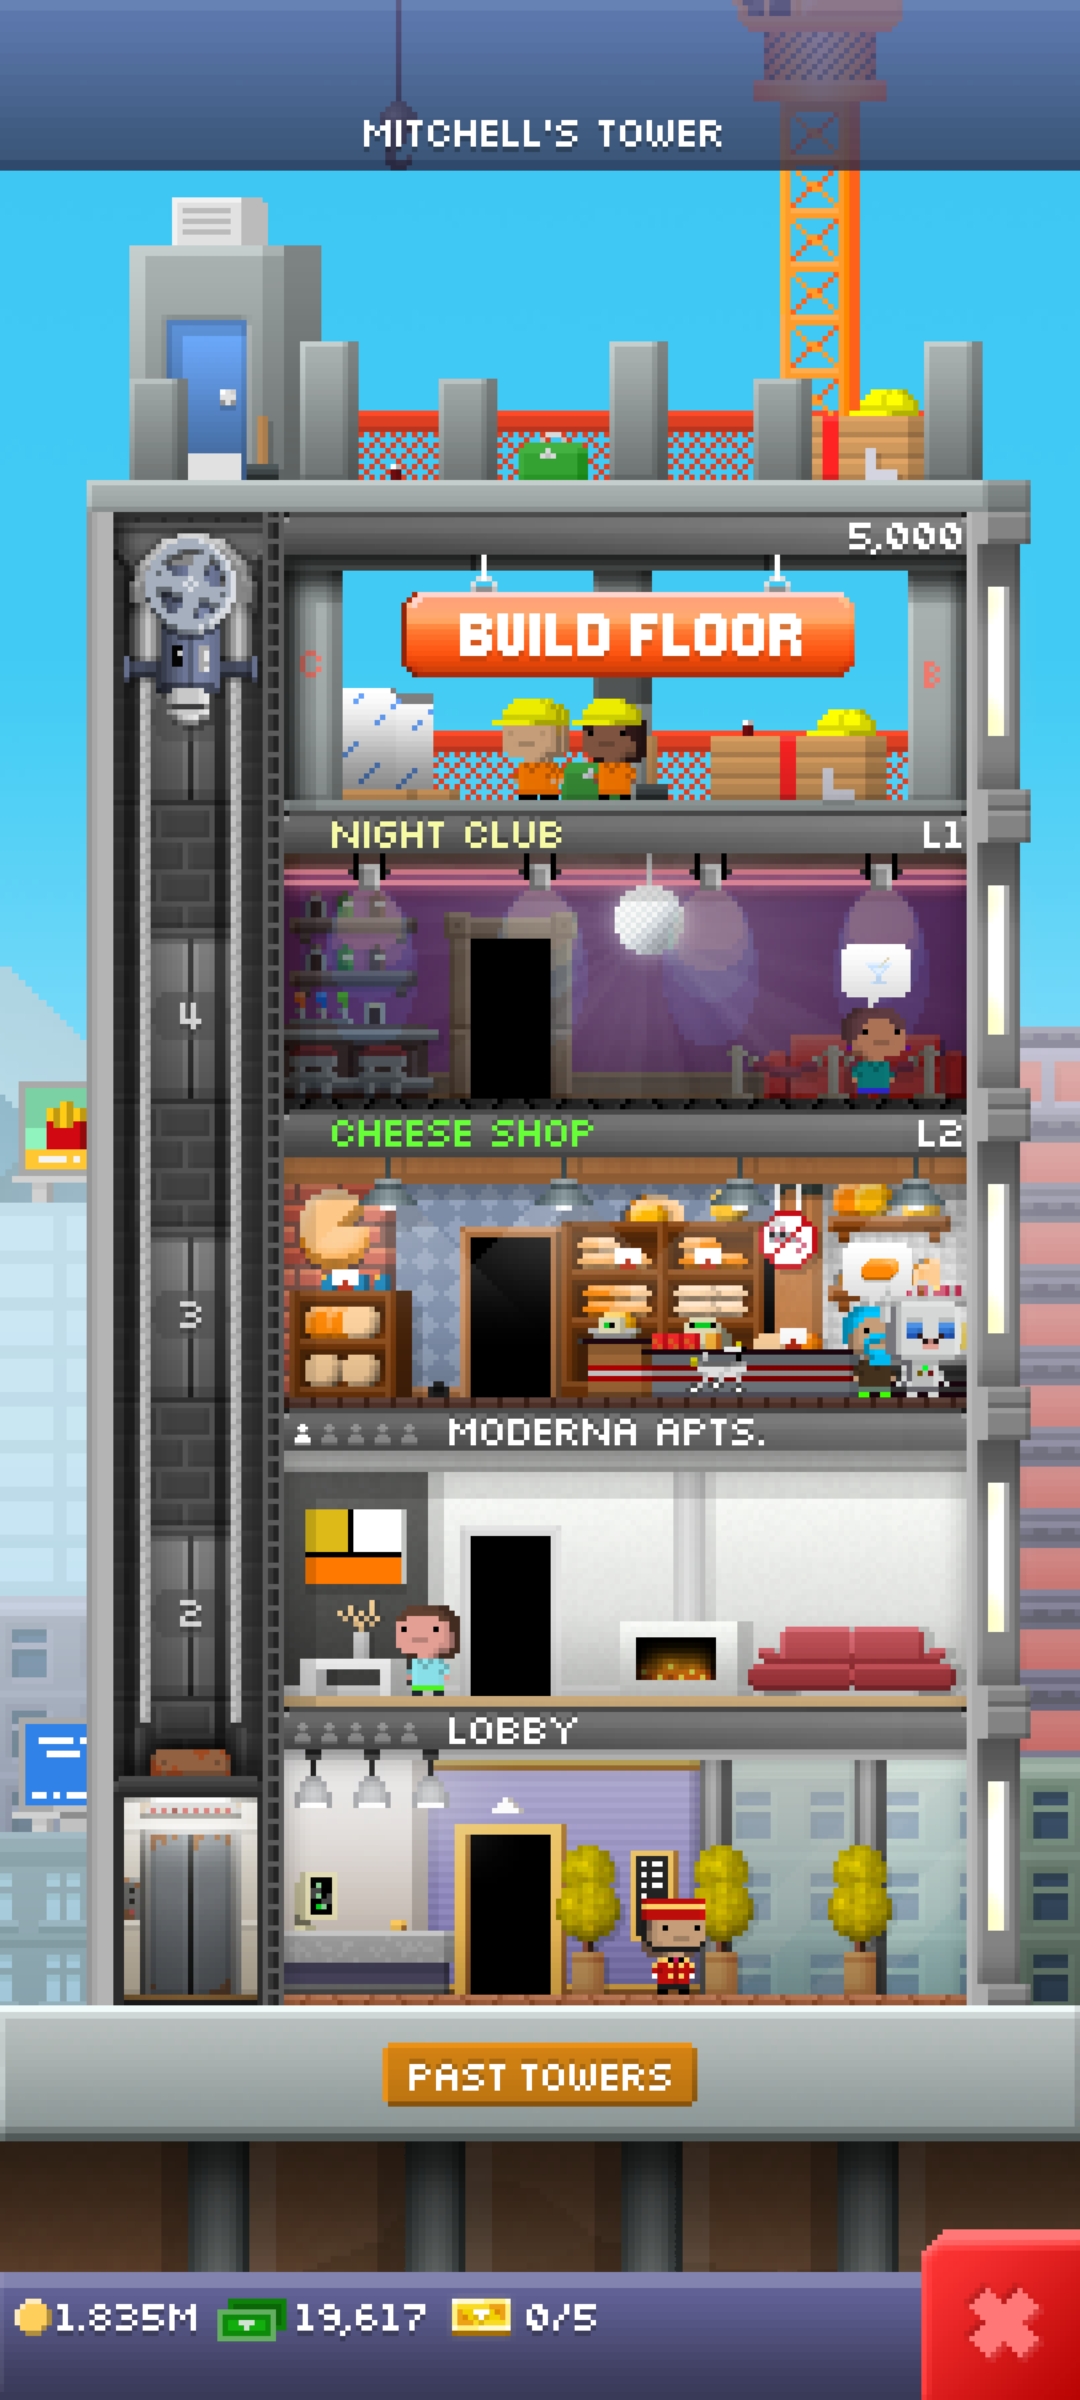 MITCHELL'S TOWER
5,000
BUILD FLOOR
C
B
NIGHT CLUB
L1
4
CHEESE SHOP
L2
3
MODERNA APTS.
2
LOBBY
PAST TOWERS
1.835M
19,617
0/5